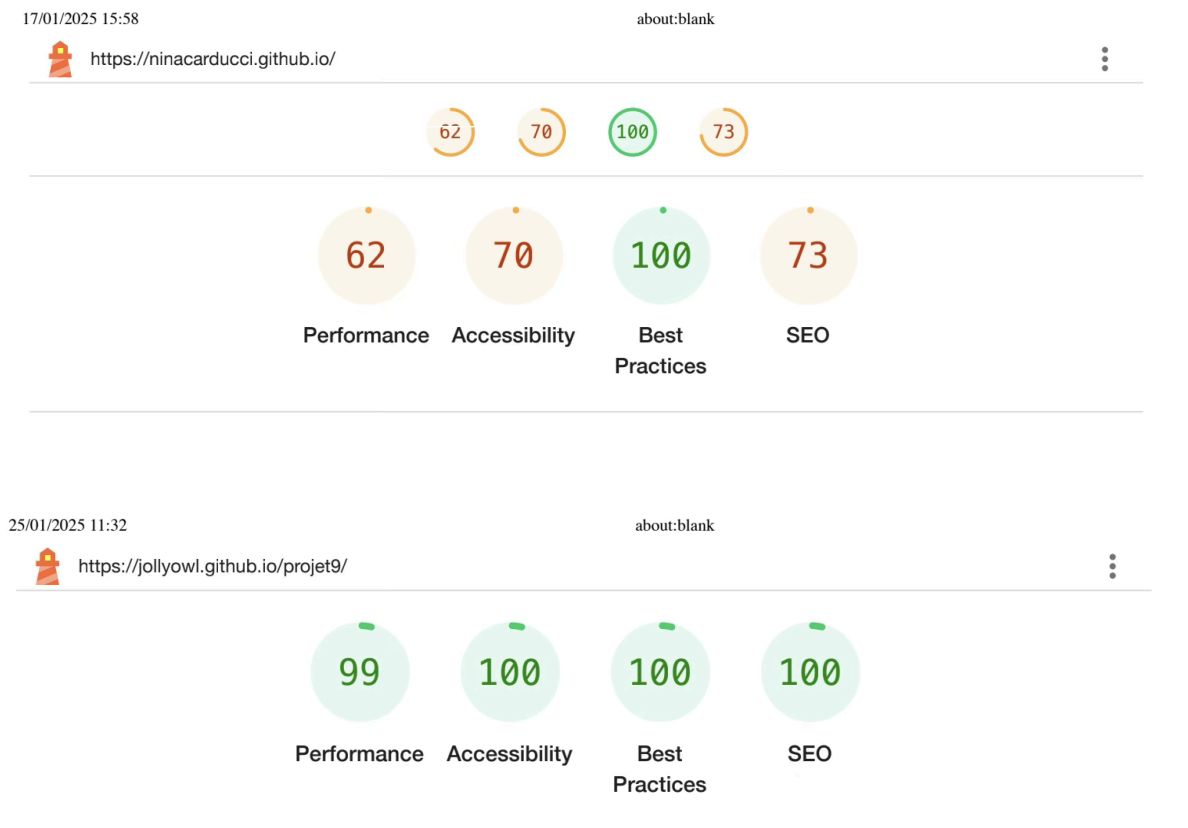 17/01/2025 15:58 about:blank
https://ninacarducci.github.io/
62 70 100 73
62 70 100 73
Performance Accessibility Best Practices SEO
25/01/2025 11:32 about:blank
https://jollyowl.github.io/projet9/
99 100 100 100
Performance Accessibility Best Practices SEO